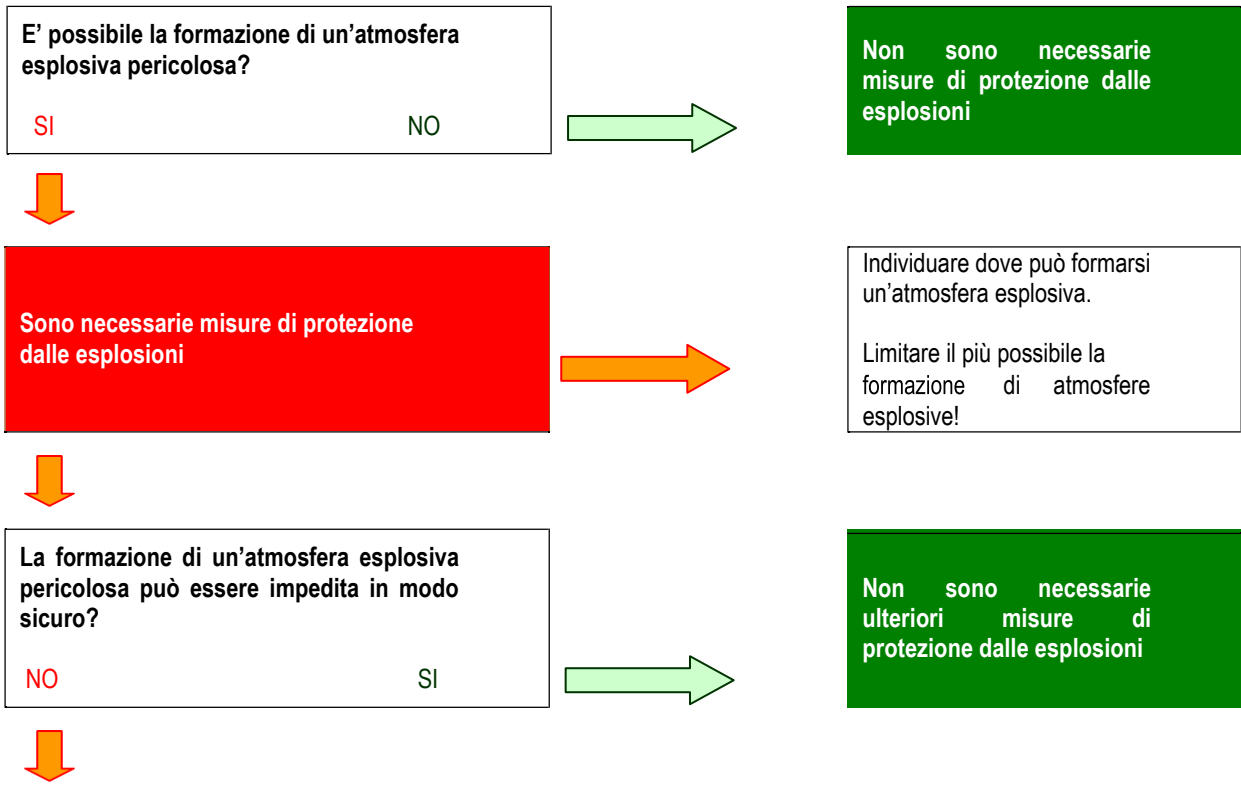 E’ possibile la formazione di un’atmosfera
esplosiva pericolosa?
SI NO
Non sono necessarie
misure di protezione dalle
esplosioni
Sono necessarie misure di protezione
dalle esplosioni
Individuare dove può formarsi
un’atmosfera esplosiva.
Limitare il più possibile la
formazione di atmosfere
esplosive!
La formazione di un’atmosfera esplosiva
pericolosa può essere impedita in modo
sicuro?
NO SI
Non sono necessarie
ulteriori misure di
protezione dalle esplosioni